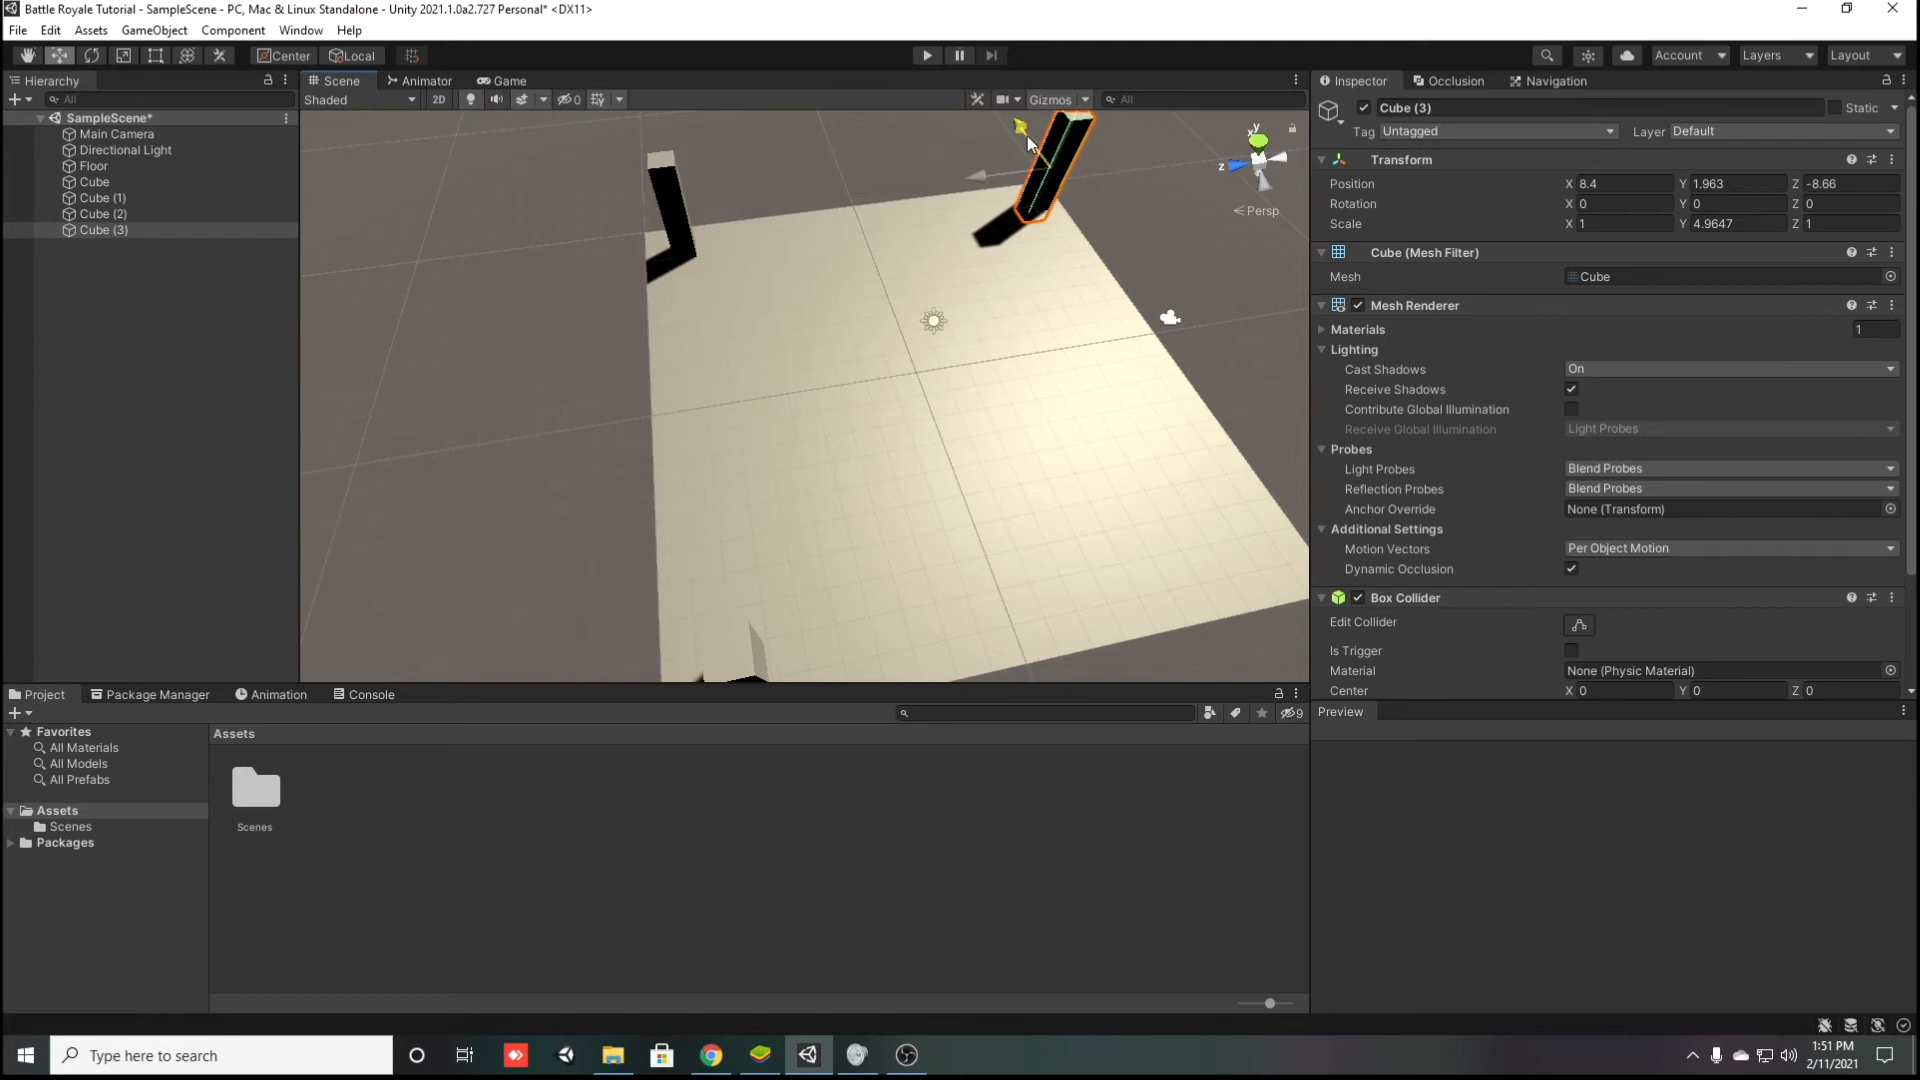 Battle Royale Tutorial - SampleScene - PC, Mac & Linux Standalone - Unity 2021.1.0a2.727 Personal* <DX11>
File Edit Assets GameObject Component Window Help
Center Local Account Layers Layout
Hierarchy Scene Animator Game Inspector Occlusion Navigation
All Shaded 2D 0 Gizmos All
SampleScene*
Main Camera
Directional Light
Floor
Cube
Cube (1)
Cube (2)
Cube (3)
y
x
z
< Persp
Cube (3) Static
Tag Untagged Layer Default
Transform
Position X 8.4 Y 1.963 Z -8.66
Rotation X 0 Y 0 Z 0
Scale X 1 Y 4.9647 Z 1
Cube (Mesh Filter)
Mesh Cube
Mesh Renderer
Materials 1
Lighting
Cast Shadows On
Receive Shadows
Contribute Global Illumination
Receive Global Illumination Light Probes
Probes
Light Probes Blend Probes
Reflection Probes Blend Probes
Anchor Override None (Transform)
Additional Settings
Motion Vectors Per Object Motion
Dynamic Occlusion
Box Collider
Edit Collider
Is Trigger
Material None (Physic Material)
Center X 0 Y 0 Z 0
Preview
Project Package Manager Animation Console
9
Favorites
All Materials
All Models
All Prefabs
Assets
Scenes
Packages
Assets
Scenes
Type here to search
1:51 PM
2/11/2021